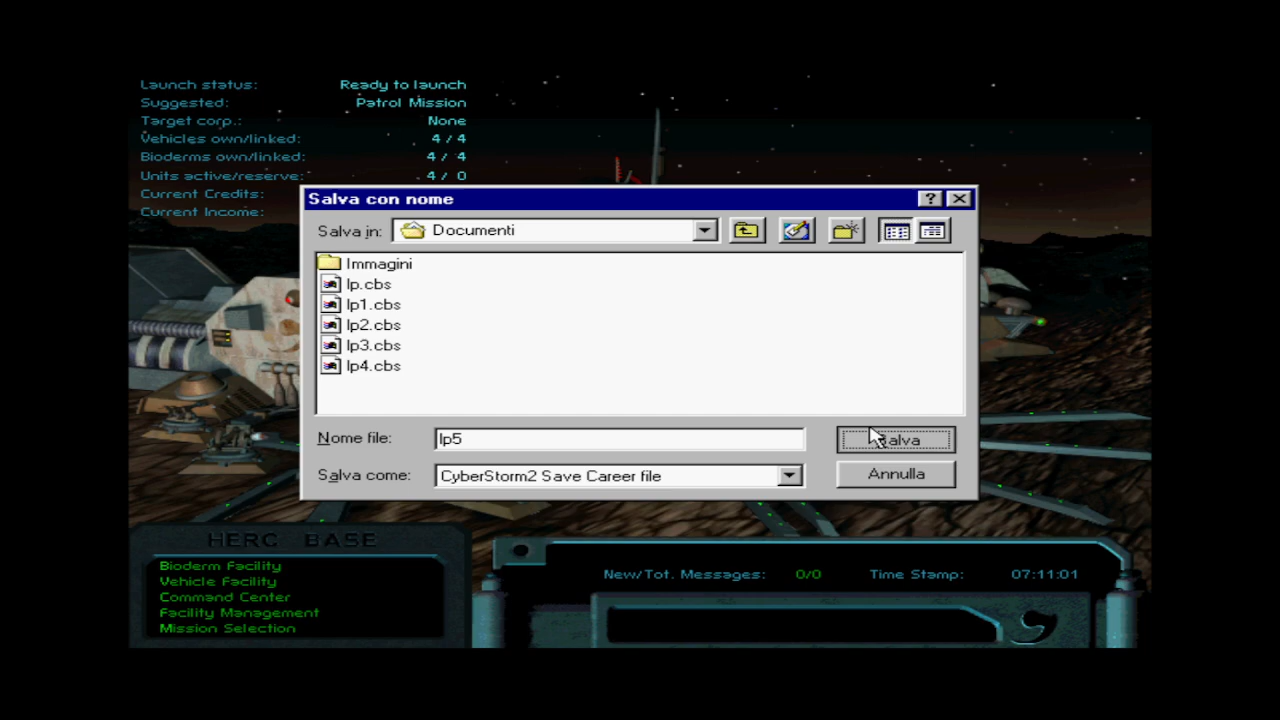 Launch status: Ready to launch
Suggested: Patrol Mission
Target corp.: None
Vehicles own/linked: 4 / 4
Bioderms own/linked: 4 / 4
Units active/reserve: 4 / 0
Current Credits:
Current Income:
Salva con nome
Salva in: Documenti
Immagini
lp.cbs
lp1.cbs
lp2.cbs
lp3.cbs
lp4.cbs
Nome file: lp5 Salva
Salva come: CyberStorm2 Save Career file Annulla
HERC BASE
Bioderm Facility
Vehicle Facility
Command Center
Facility Management
Mission Selection
New/Tot. Messages: 0/0 Time Stamp: 07:11:01